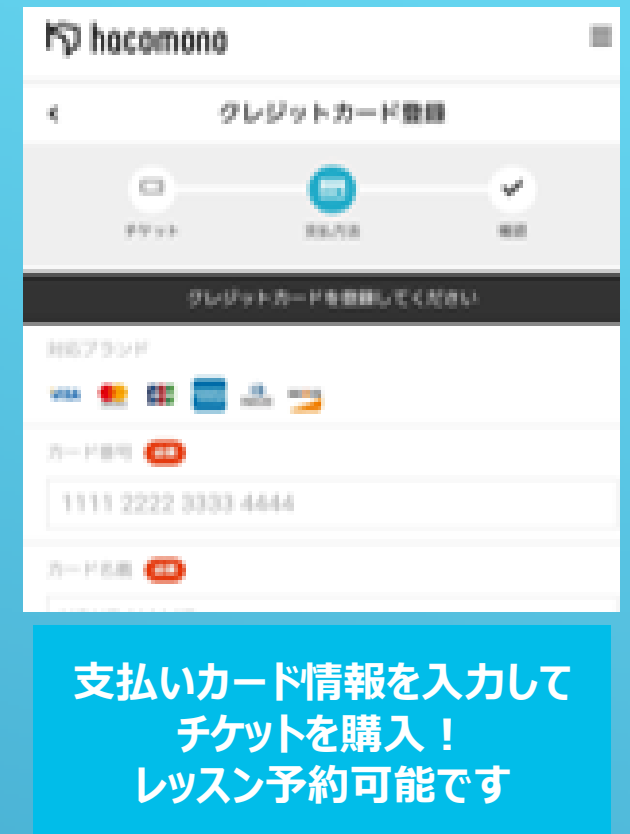 hacomono
クレジットカード登録
チケット
支払方法
確認
クレジットカードを登録してください
対応ブランド
VISA
カード番号 必須
1111 2222 3333 4444
カード名義 必須
支払いカード情報を入力して
チケットを購入！
レッスン予約可能です